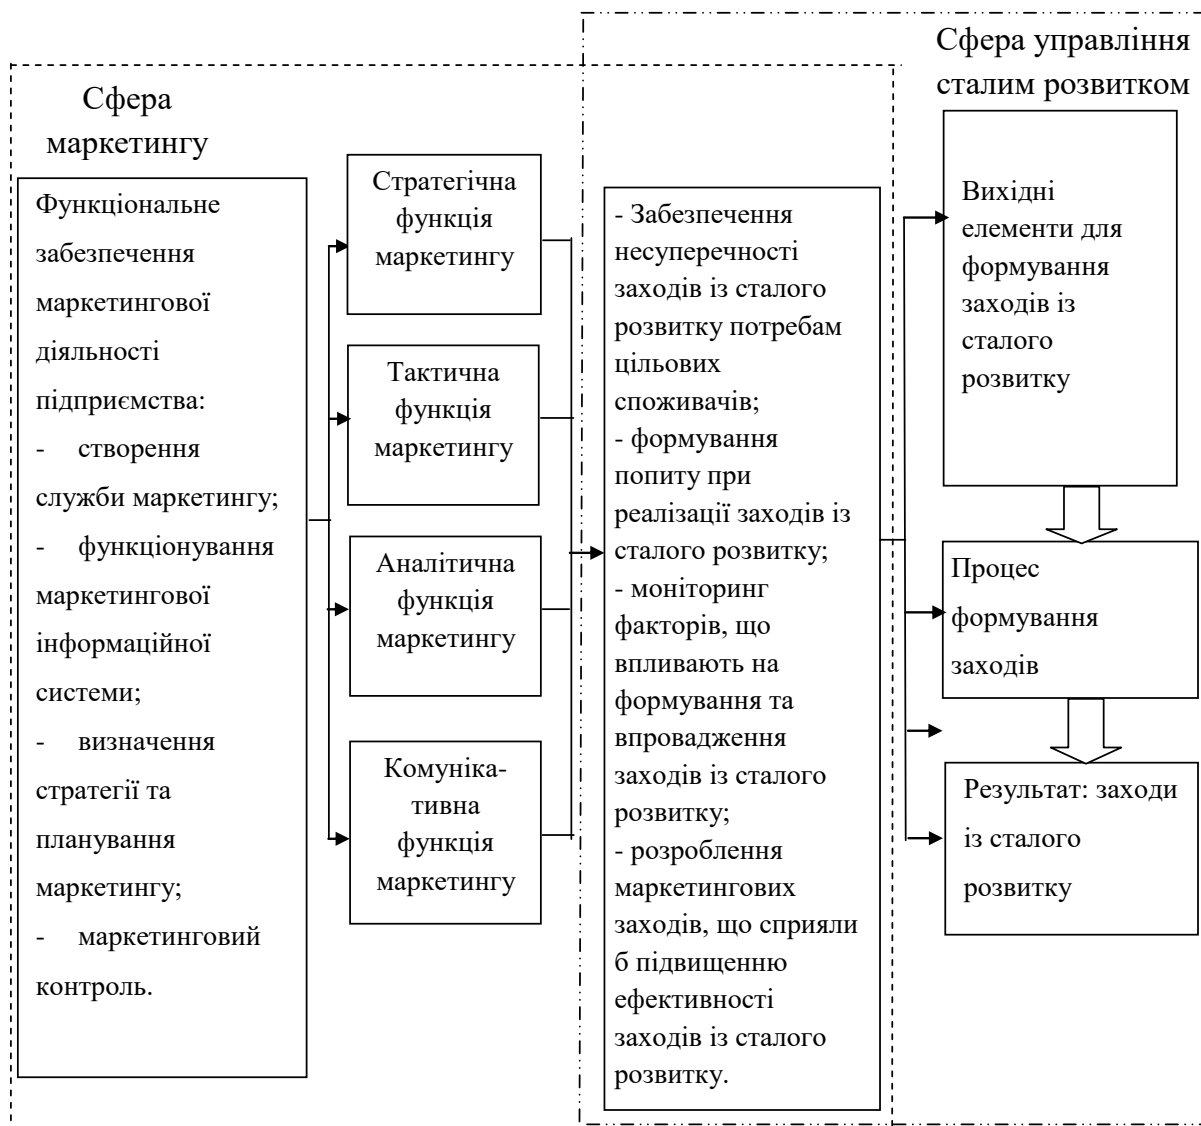 Сфера управління
сталим розвитком
Сфера
маркетингу
Функціональне
забезпечення
маркетингової
діяльності
підприємства:
- створення
служби маркетингу;
- функціонування
маркетингової
інформаційної
системи;
- визначення
стратегії та
планування
маркетингу;
- маркетинговий
контроль.
Стратегічна
функція
маркетингу
Тактична
функція
маркетингу
Аналітична
функція
маркетингу
Комуніка-
тивна
функція
маркетингу
- Забезпечення
несуперечності
заходів із сталого
розвитку потребам
цільових
споживачів;
- формування
попиту при
реалізації заходів із
сталого розвитку;
- моніторинг
факторів, що
впливають на
формування та
впровадження
заходів із сталого
розвитку;
- розроблення
маркетингових
заходів, що сприяли
б підвищенню
ефективності
заходів із сталого
розвитку.
Вихідні
елементи для
формування
заходів із
сталого
розвитку
Процес
формування
заходів
Результат: заходи
із сталого
розвитку